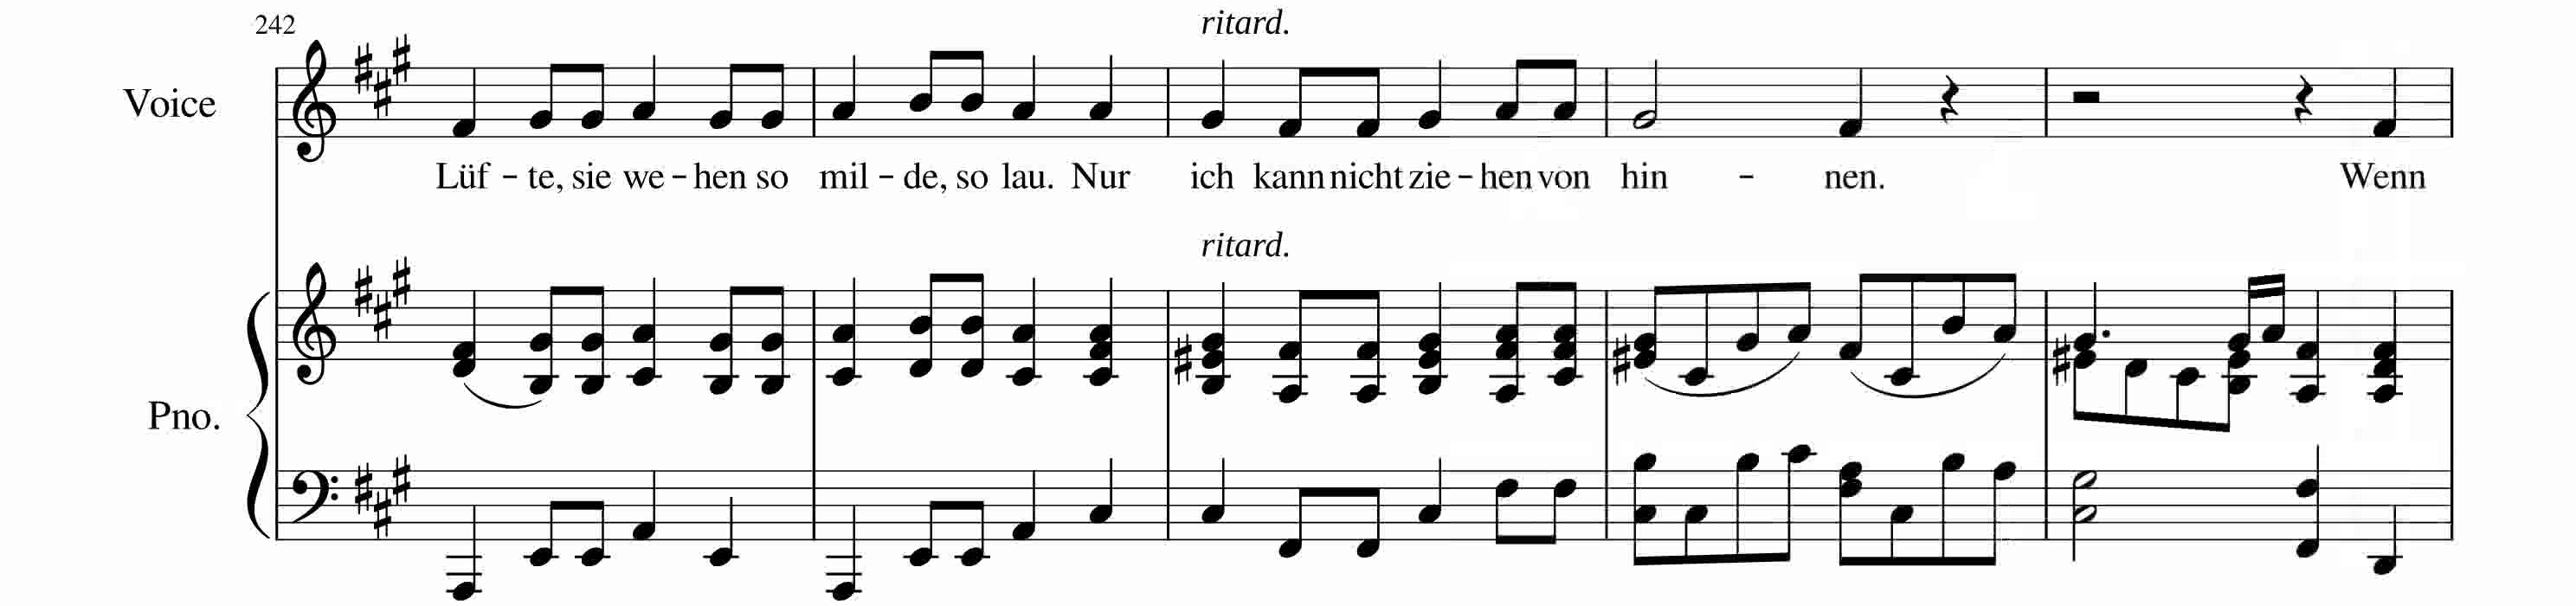 242
ritard.
Voice
Lüf - te, sie we - hen so mil - de, so lau. Nur ich kann nicht zie - hen von hin - nen. Wenn
ritard.
Pno.